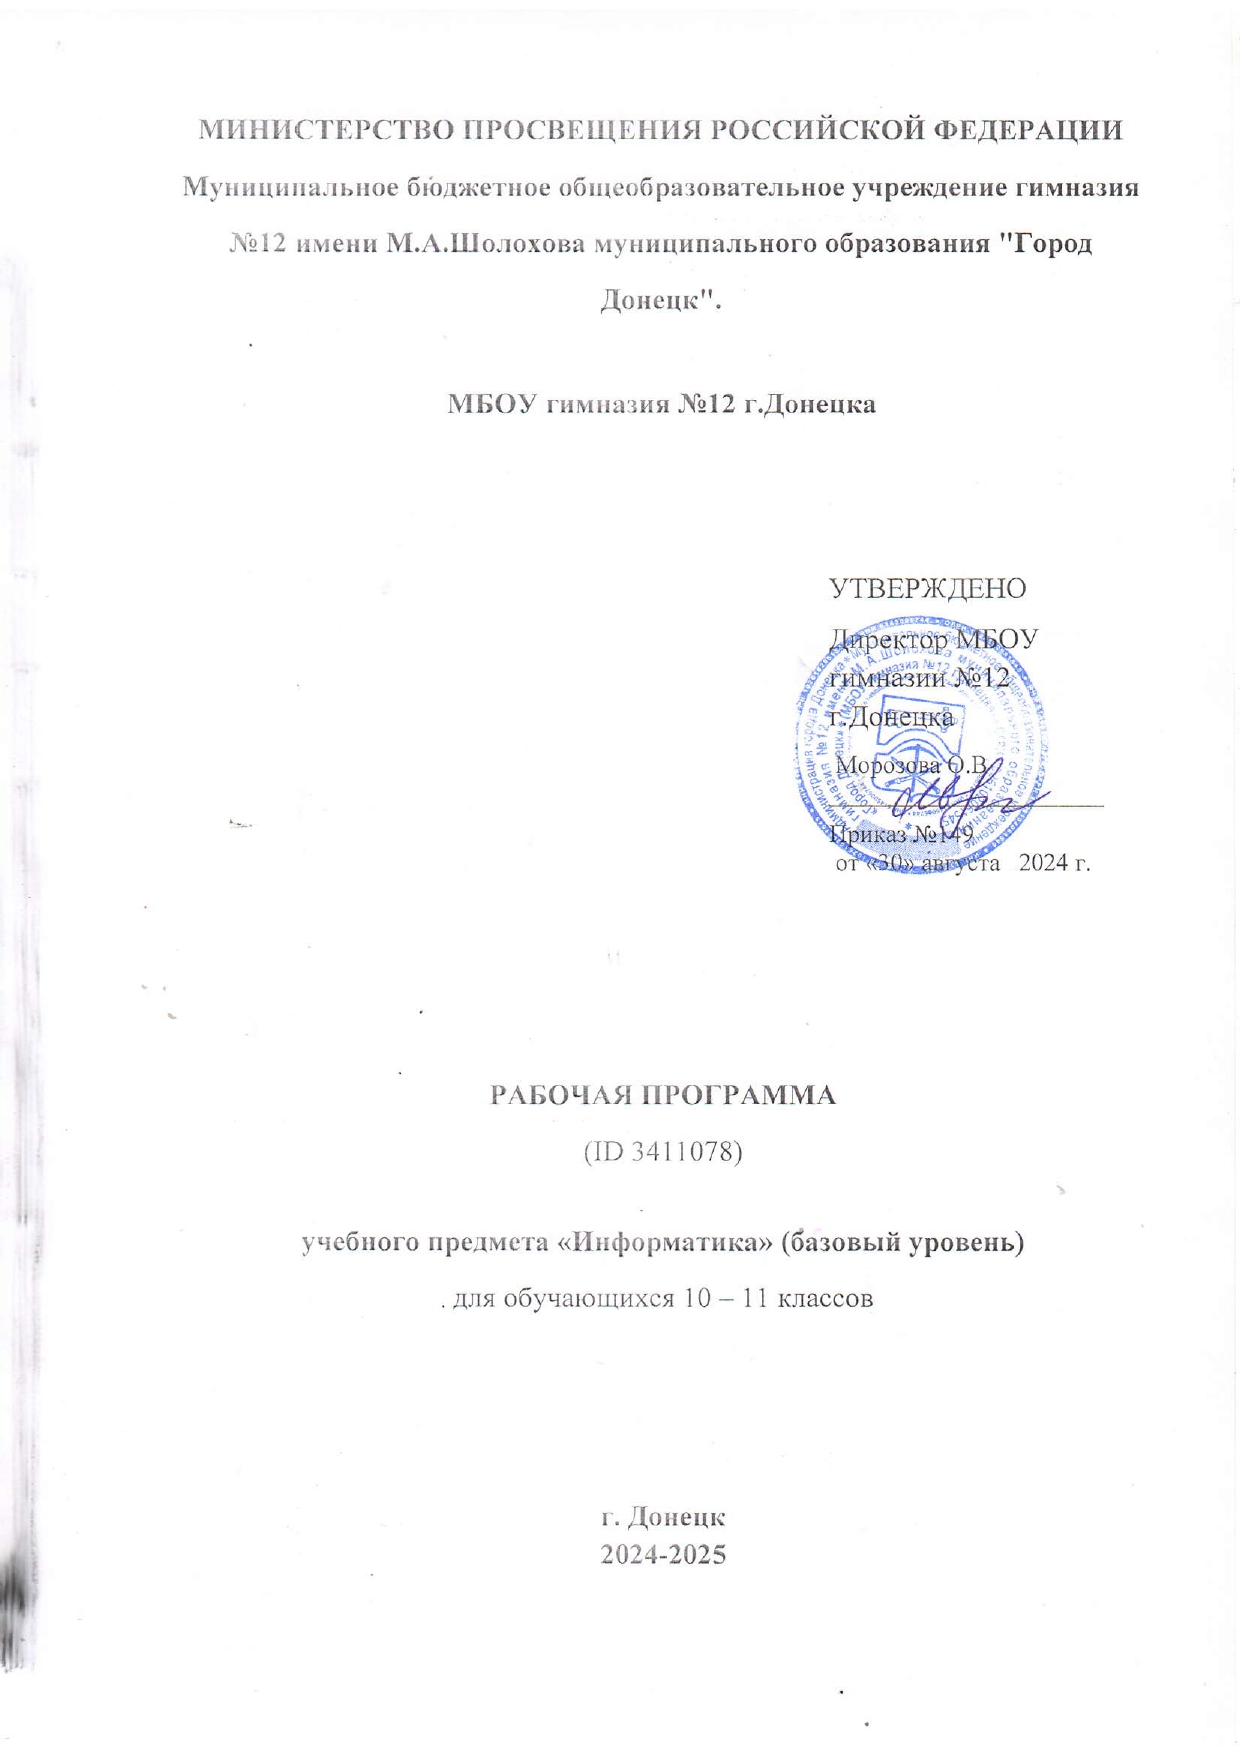 МИНИСТЕРСТВО ПРОСВЕЩЕНИЯ РОССИЙСКОЙ ФЕДЕРАЦИИ
Муниципальное бюджетное общеобразовательное учреждение гимназия
№12 имени М.А.Шолохова муниципального образования "Город
Донецк".
МБОУ гимназия №12 г.Донецка
УТВЕРЖДЕНО
Директор МБОУ
гимназии №12
г.Донецка
Морозова О.В.
Приказ №149
от «30» августа 2024 г.
РАБОЧАЯ ПРОГРАММА
(ID 3411078)
учебного предмета «Информатика» (базовый уровень)
. для обучающихся 10 – 11 классов
г. Донецк
2024-2025